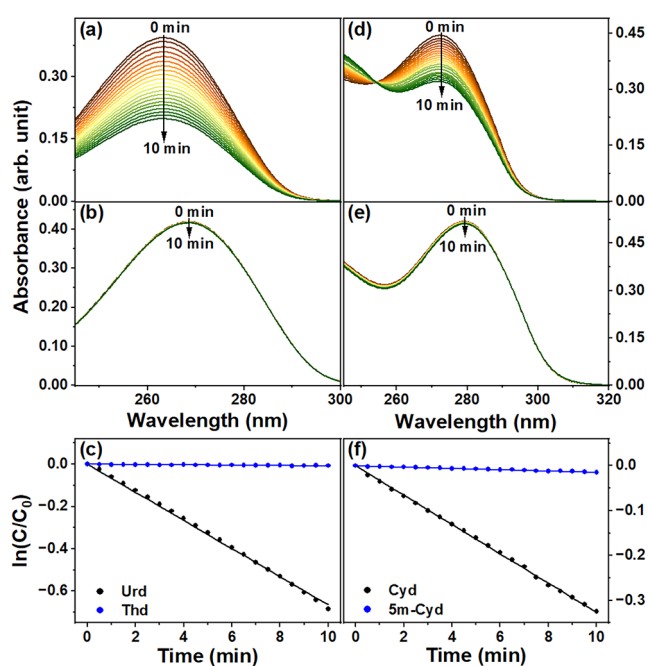 (a)
0 min
10 min
0.30
0.15
0.00
(d)
0 min
10 min
0.45
0.30
0.15
0.00
Absorbance (arb. unit)
(b)
0 min
10 min
0.40
0.30
0.20
0.10
0.00
260 280 300
Wavelength (nm)
(e)
0 min
10 min
0.45
0.30
0.15
0.00
260 280 300 320
Wavelength (nm)
ln(C/C0)
(c)
0.0
−0.2
−0.4
−0.6
Urd
Thd
0 2 4 6 8 10
Time (min)
(f)
0.0
−0.1
−0.2
−0.3
Cyd
5m-Cyd
0 2 4 6 8 10
Time (min)